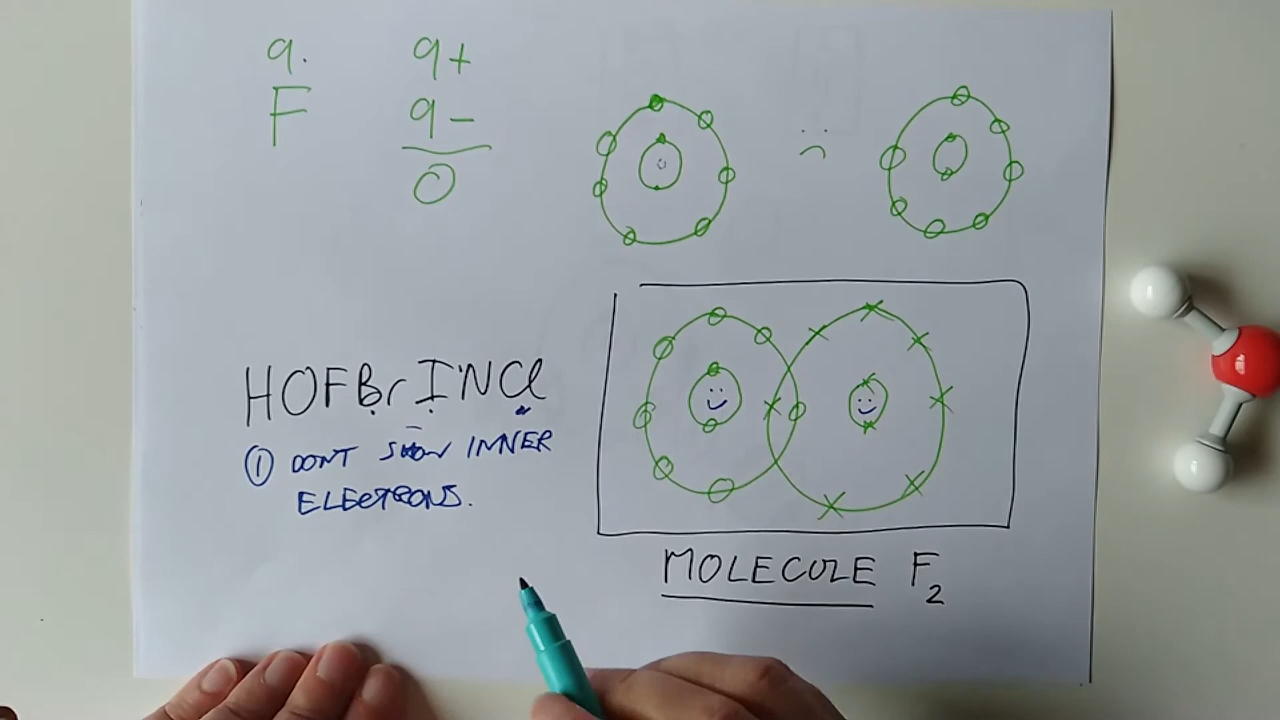 9.
F
9+
9-
0
HOFBrINCl
① DONT SHOW INNER
ELECTRONS.
MOLECULE F₂